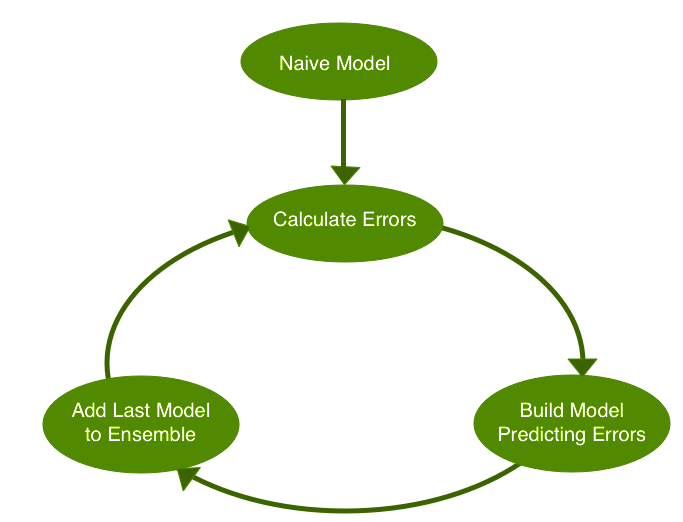 Naive Model
Calculate Errors
Add Last Model
to Ensemble
Build Model
Predicting Errors